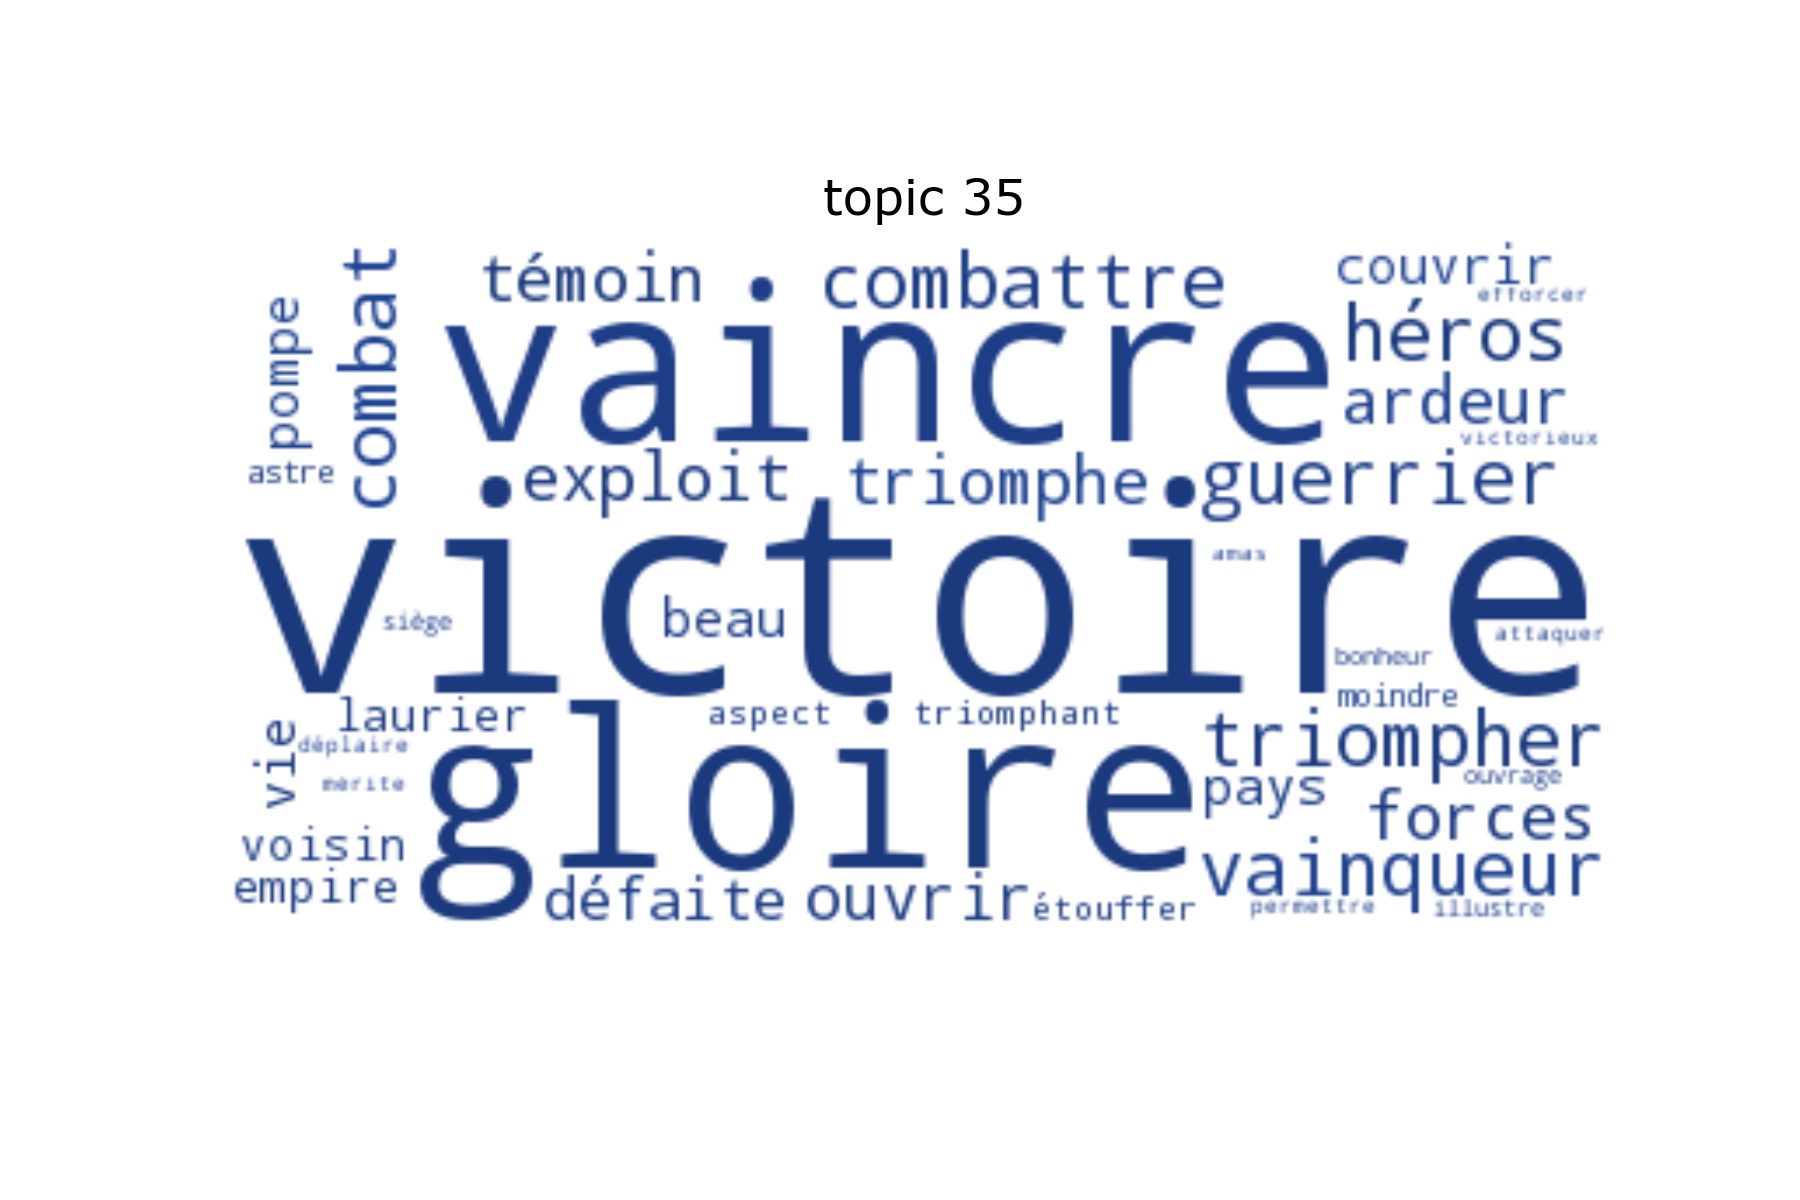 topic 35
témoin
combattre
couvrir
efforcer
pompe
combat
vaincre
héros
ardeur
victorieux
astre
exploit
triomphe
guerrier
victoire
amas
siège
beau
attaquer
bonheur
moindre
laurier
aspect
triomphant
triompher
vie
déplaire
mérite
gloire
pays
ouvrage
forces
voisin
vainqueur
empire
défaite
ouvrir
étouffer
permettre
illustre